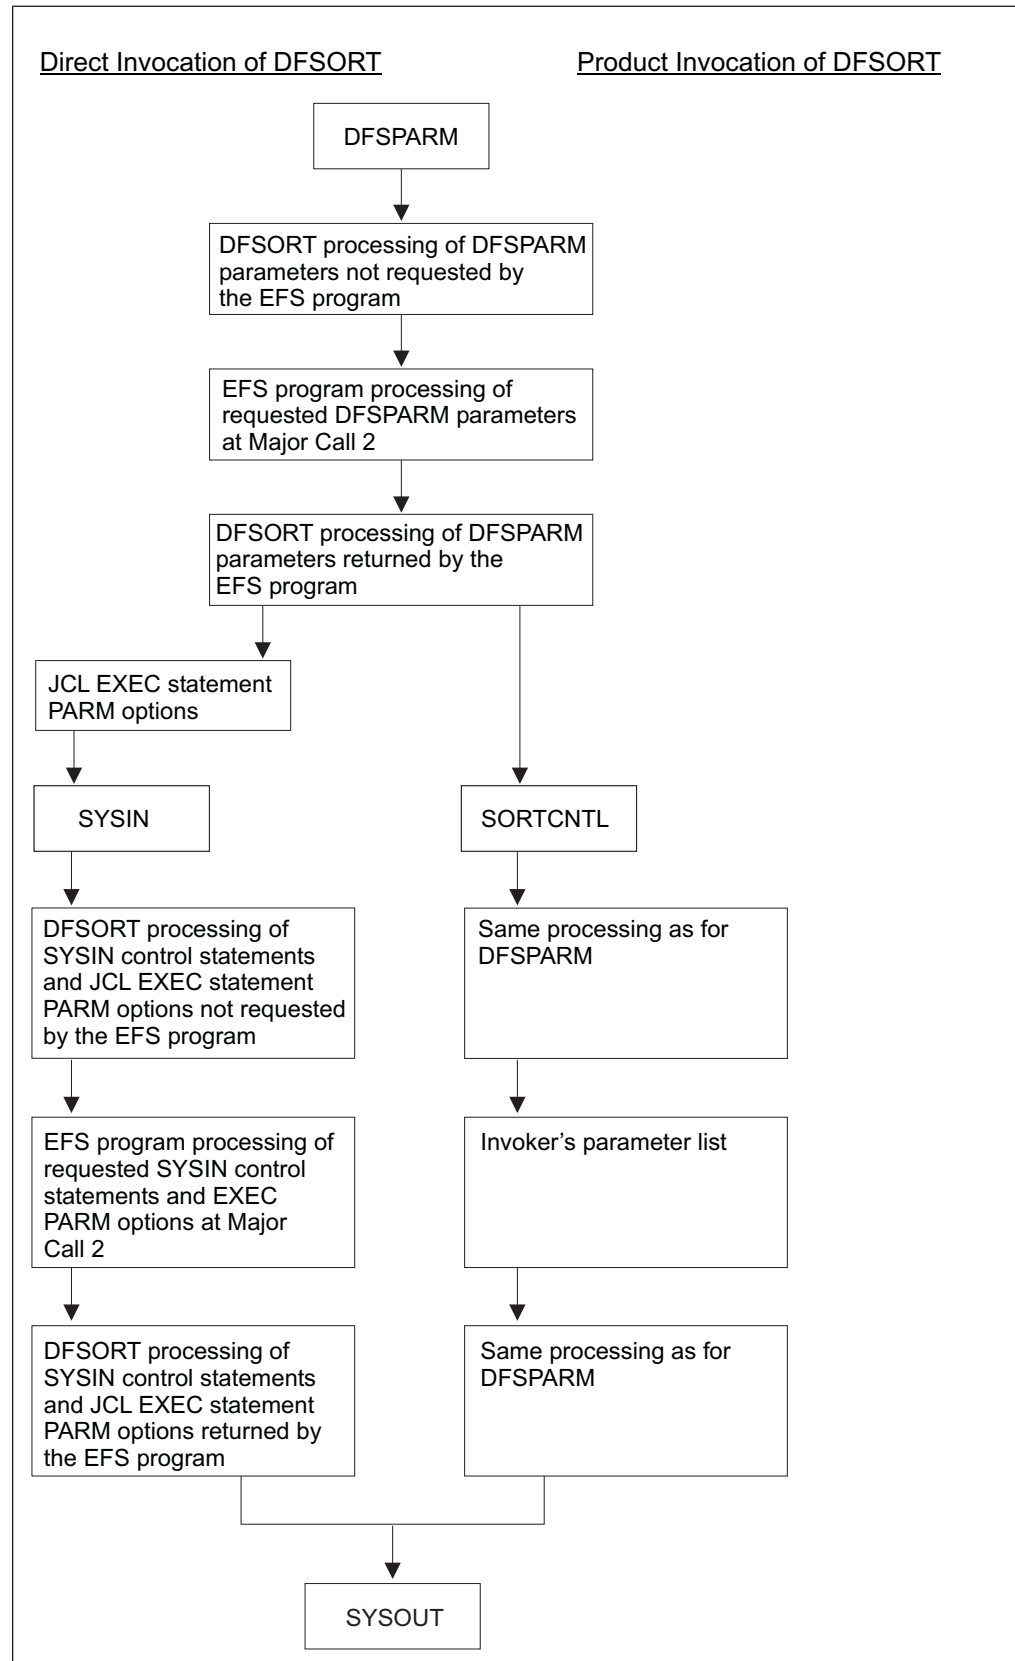 Direct Invocation of DFSORT
Product Invocation of DFSORT
DFSPARM
DFSORT processing of DFSPARM
parameters not requested by
the EFS program
EFS program processing of
requested DFSPARM parameters
at Major Call 2
DFSORT processing of DFSPARM
parameters returned by the
EFS program
JCL EXEC statement
PARM options
SYSIN
SORTCNTL
DFSORT processing of
SYSIN control statements
and JCL EXEC statement
PARM options not requested
by the EFS program
Same processing as for
DFSPARM
EFS program processing of
requested SYSIN control
statements and EXEC
PARM options at Major
Call 2
Invoker's parameter list
DFSORT processing of
SYSIN control statements
and JCL EXEC statement
PARM options returned by
the EFS program
Same processing as for
DFSPARM
SYSOUT